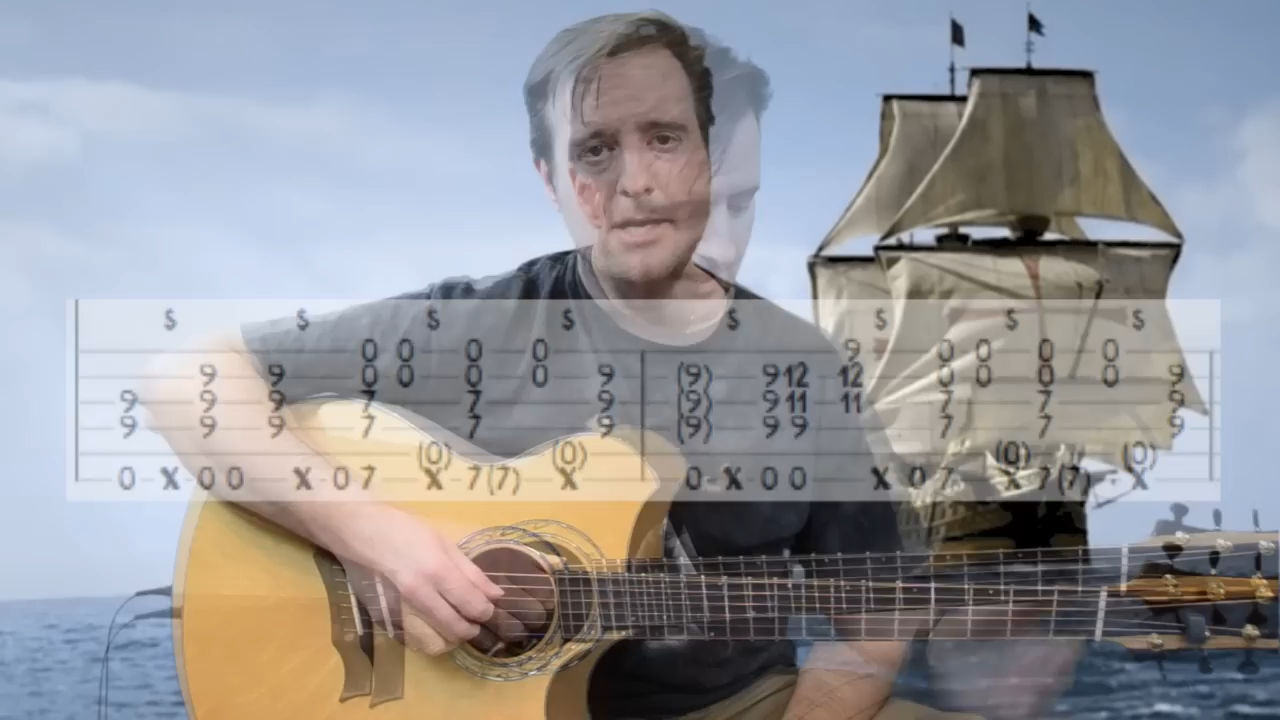 $ $ $ $ $ $ $ $
0 0 0 0 9 0 0 0 0
9 9 0 0 0 0 9 (9) 9 12 12 0 0 0 0 9
9 9 9 7 7 9 (9) 9 11 11 7 7 9
9 9 9 7 7 9 (9) 9 9 7 7 9
(0) (0) (0) (0)
0 X 0 0 X 0 7 X 7 (7) X 0 X 0 0 X 0 7 X 7 (7) X